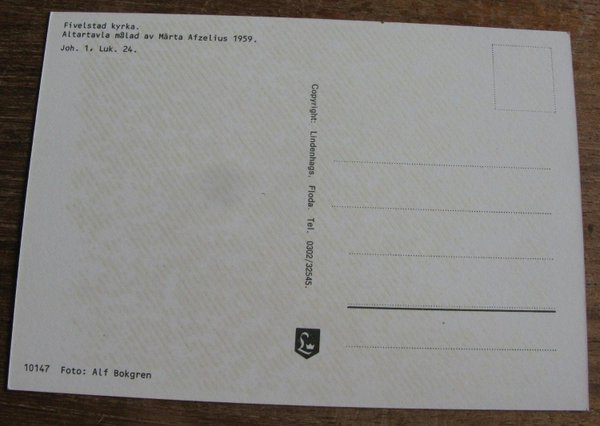 Fivelstad kyrka.
Altartavla målad av Märta Afzelius 1959.
Joh. 1, Luk. 24.
Copyright: Lindenhags, Floda. Tel. 0302/32545.
L
10147 Foto: Alf Bokgren